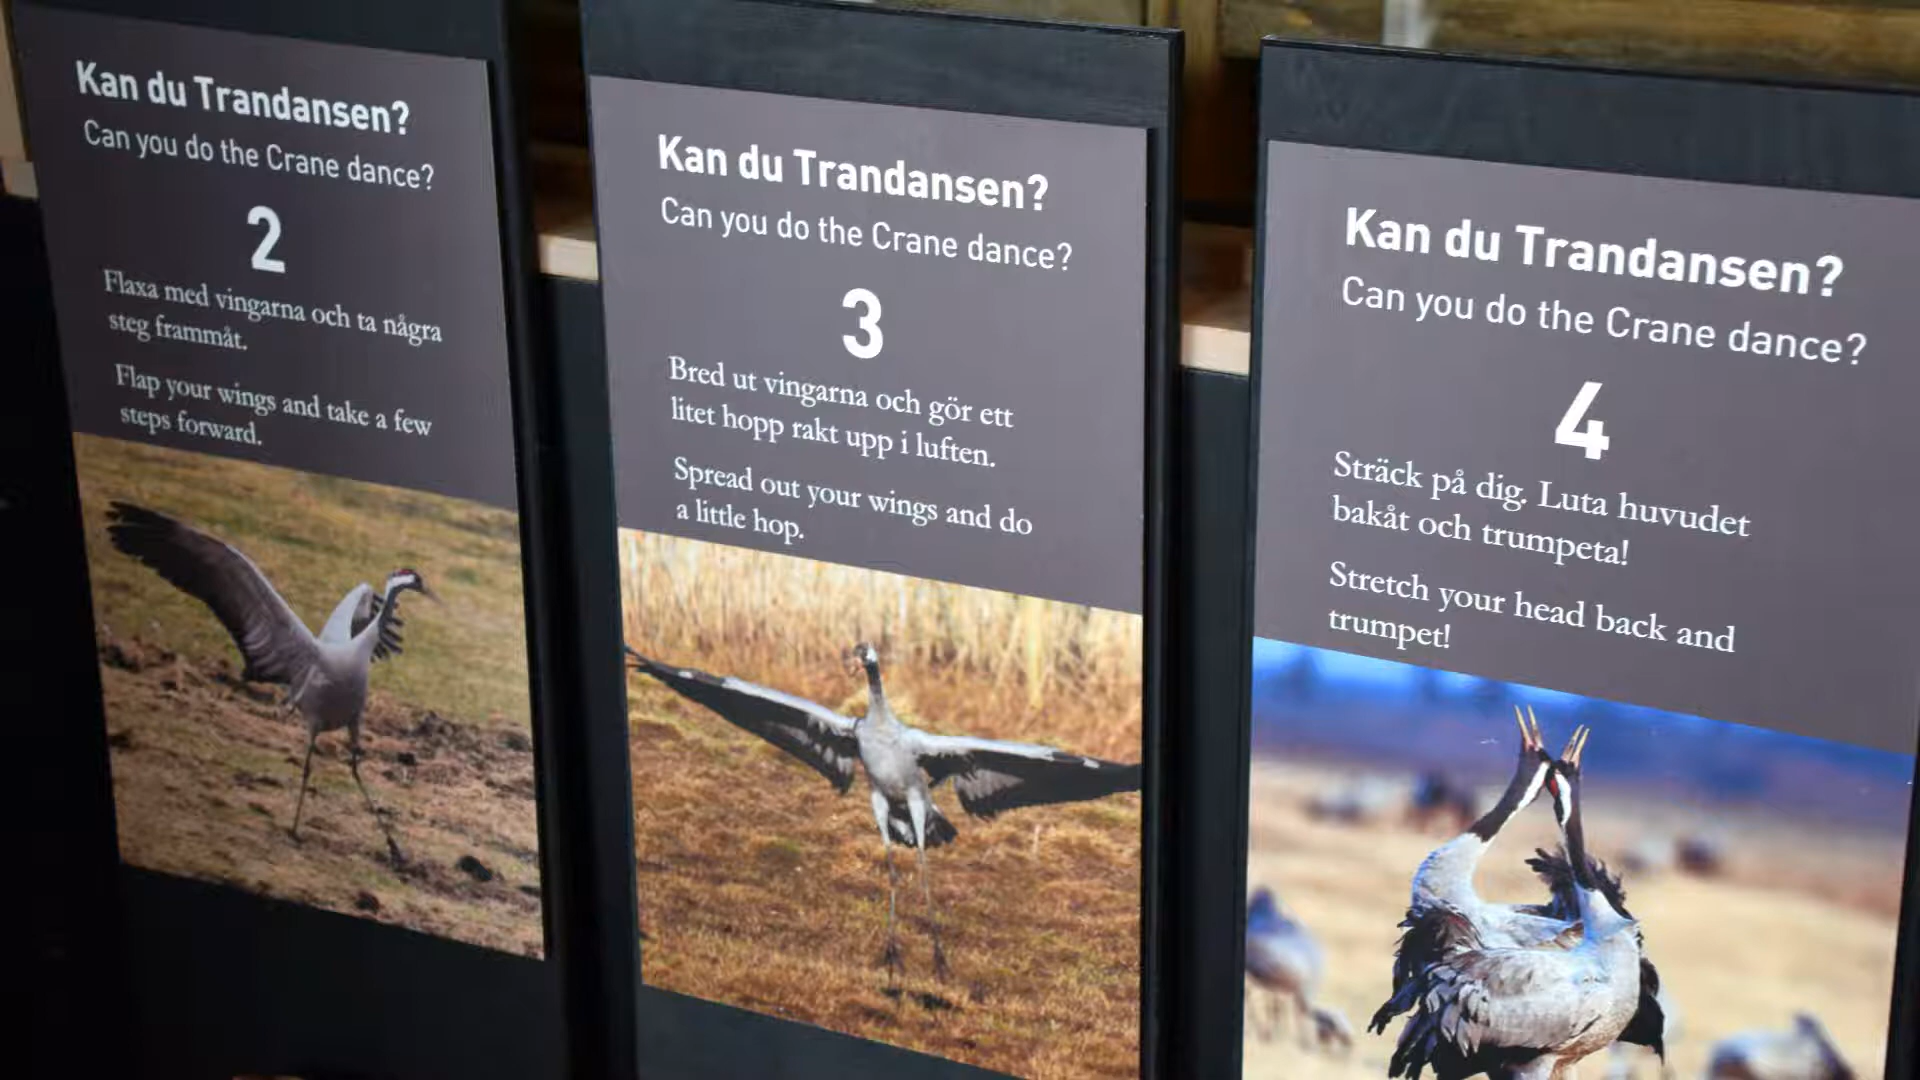 Kan du Trandansen?
Can you do the Crane dance?
2
Flaxa med vingarna och ta några
steg frammåt.
Flap your wings and take a few
steps forward.
Kan du Trandansen?
Can you do the Crane dance?
3
Bred ut vingarna och gör ett
litet hopp rakt upp i luften.
Spread out your wings and do
a little hop.
Kan du Trandansen?
Can you do the Crane dance?
4
Sträck på dig. Luta huvudet
bakåt och trumpeta!
Stretch your head back and
trumpet!